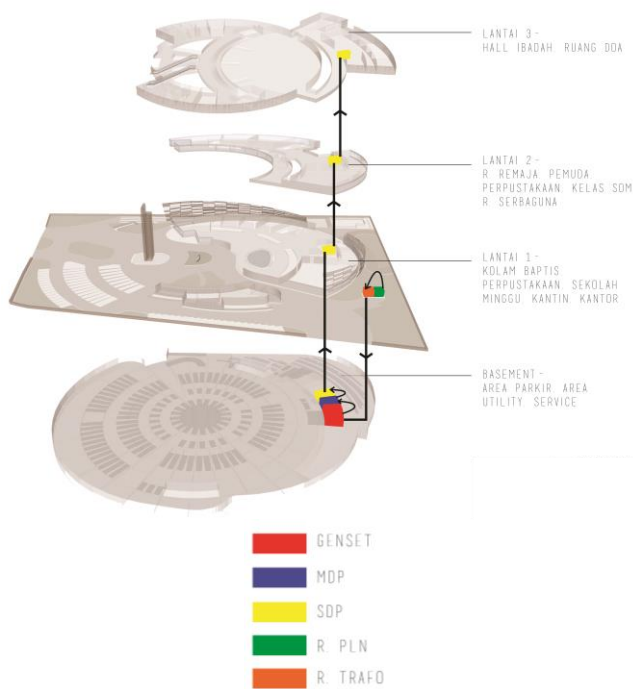 LANTAI 3 -
HALL IBADAH RUANG DOA
LANTAI 2 -
R REMAJA PEMUDA
PERPUSTAKAAN KELAS SDM
R SERBAGUNA
LANTAI 1 -
KOLAM BAPTIS
PERPUSTAKAAN SEKOLAH
MINGGU KANTIN KANTOR
BASEMENT -
AREA PARKIR AREA
UTILITY SERVICE
GENSET
MDP
SDP
R. PLN
R. TRAFO